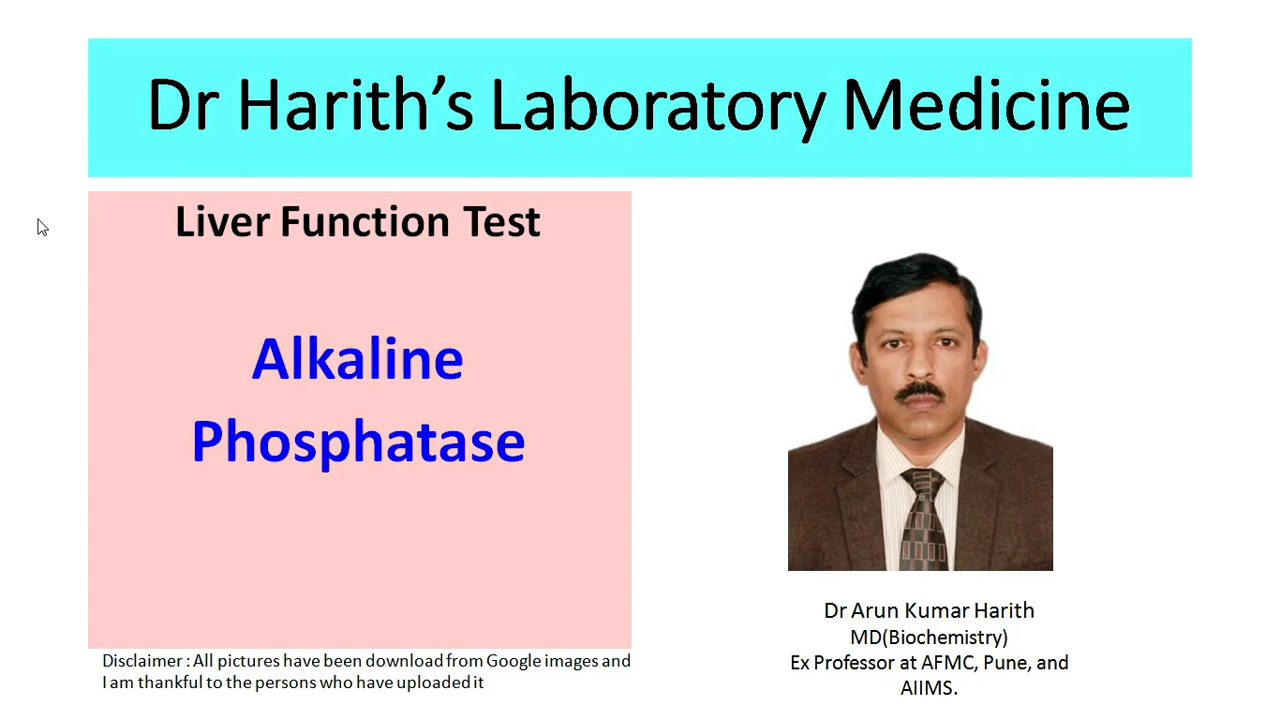 Dr Harith’s Laboratory Medicine
Liver Function Test
Alkaline
Phosphatase
Disclaimer : All pictures have been download from Google images and
I am thankful to the persons who have uploaded it
Dr Arun Kumar Harith
MD(Biochemistry)
Ex Professor at AFMC, Pune, and
AIIMS.